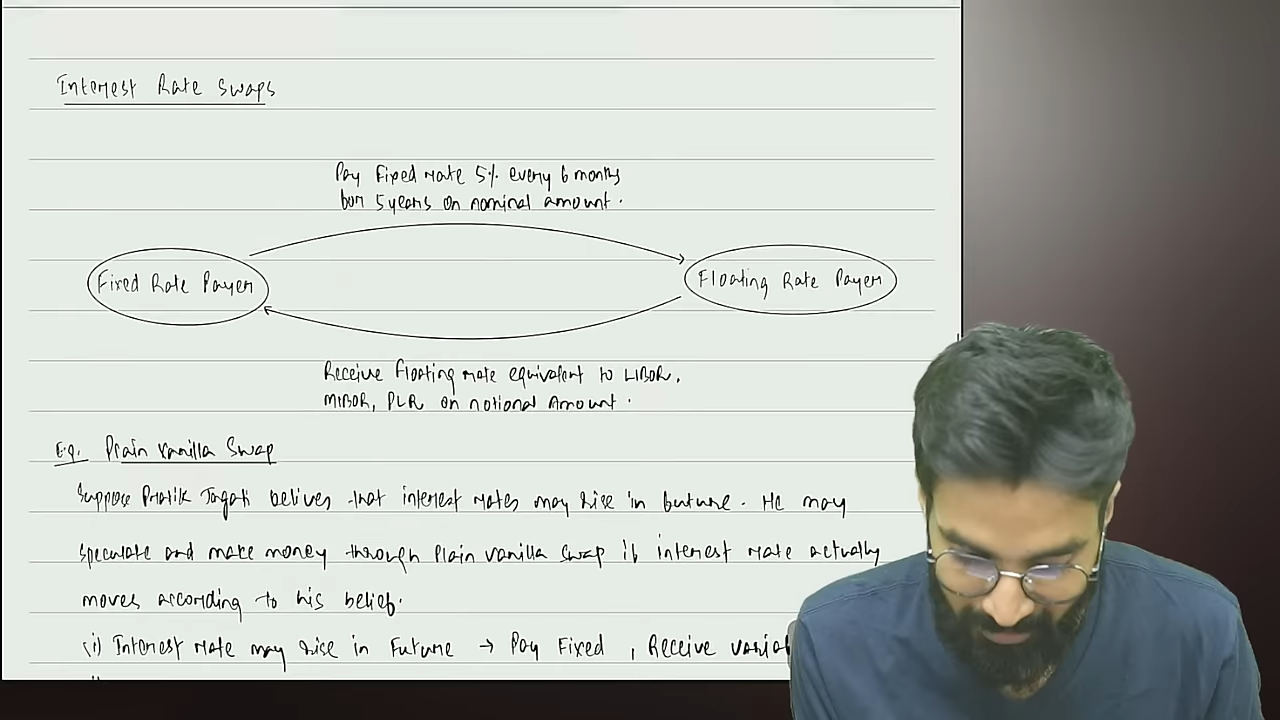 Interest Rate Swaps
Pay Fixed rate 5% every 6 months
for 5 years on nominal amount.
Fixed Rate Payer
Floating Rate Payer
Receive Floating rate equivalent to LIBOR,
MIBOR, PLR on notional Amount.
E.g. Plain Vanilla Swap
Suppose Pratik Jagati belives that interest rates may rise in future. He may
speculate and make money through Plain vanilla swap if interest rate actually
moves according to his belief.
(i) Interest rate may rise in Future → Pay Fixed, Receive